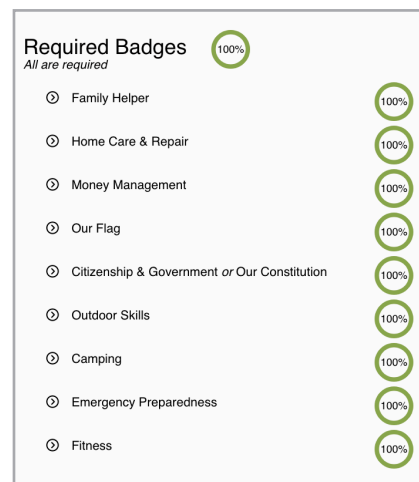 Required Badges 100%
All are required
Family Helper 100%
Home Care & Repair 100%
Money Management 100%
Our Flag 100%
Citizenship & Government or Our Constitution 100%
Outdoor Skills 100%
Camping 100%
Emergency Preparedness 100%
Fitness 100%